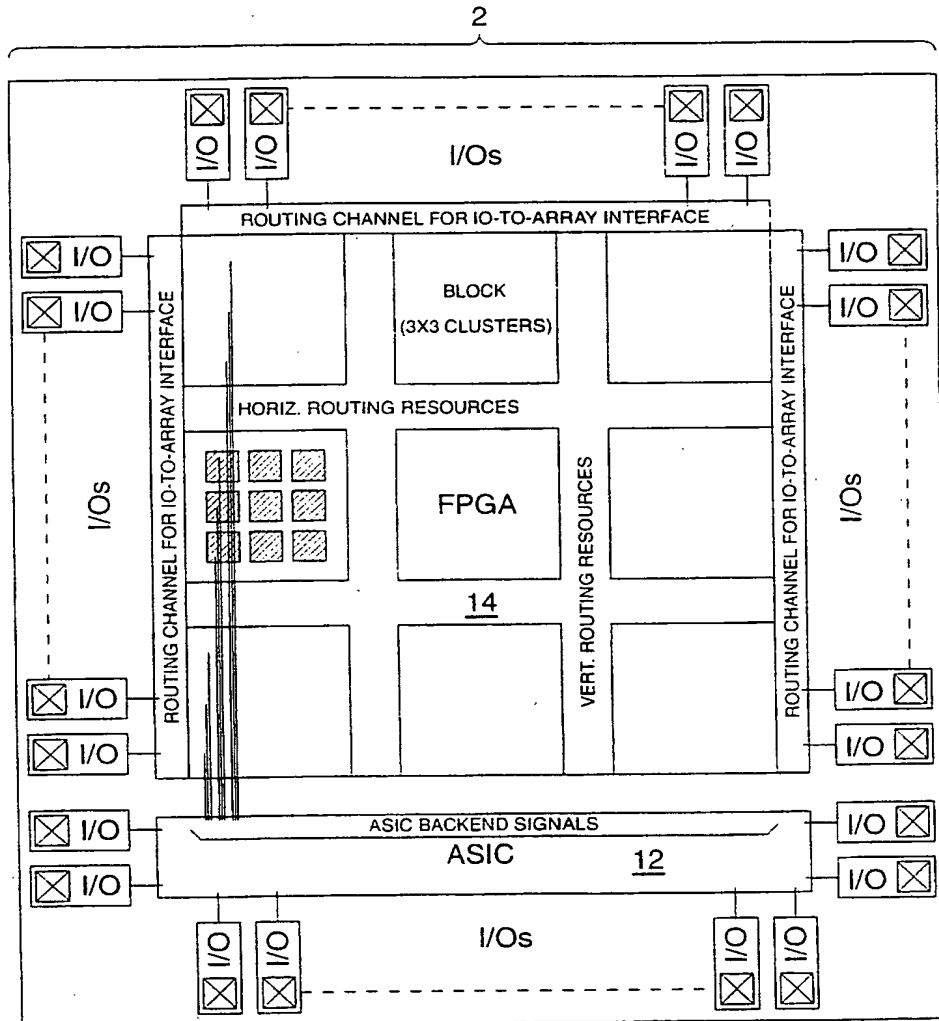 2
I/O I/O I/O I/O
I/Os
ROUTING CHANNEL FOR IO-TO-ARRAY INTERFACE
I/O I/O
I/O I/O
BLOCK
(3X3 CLUSTERS)
ROUTING CHANNEL FOR IO-TO-ARRAY INTERFACE
ROUTING CHANNEL FOR IO-TO-ARRAY INTERFACE
HORIZ. ROUTING RESOURCES
I/Os
FPGA
VERT. ROUTING RESOURCES
I/Os
14
I/O I/O
I/O I/O
I/O I/O
ASIC BACKEND SIGNALS
ASIC 12
I/O I/O
I/O I/O I/O I/O
I/Os